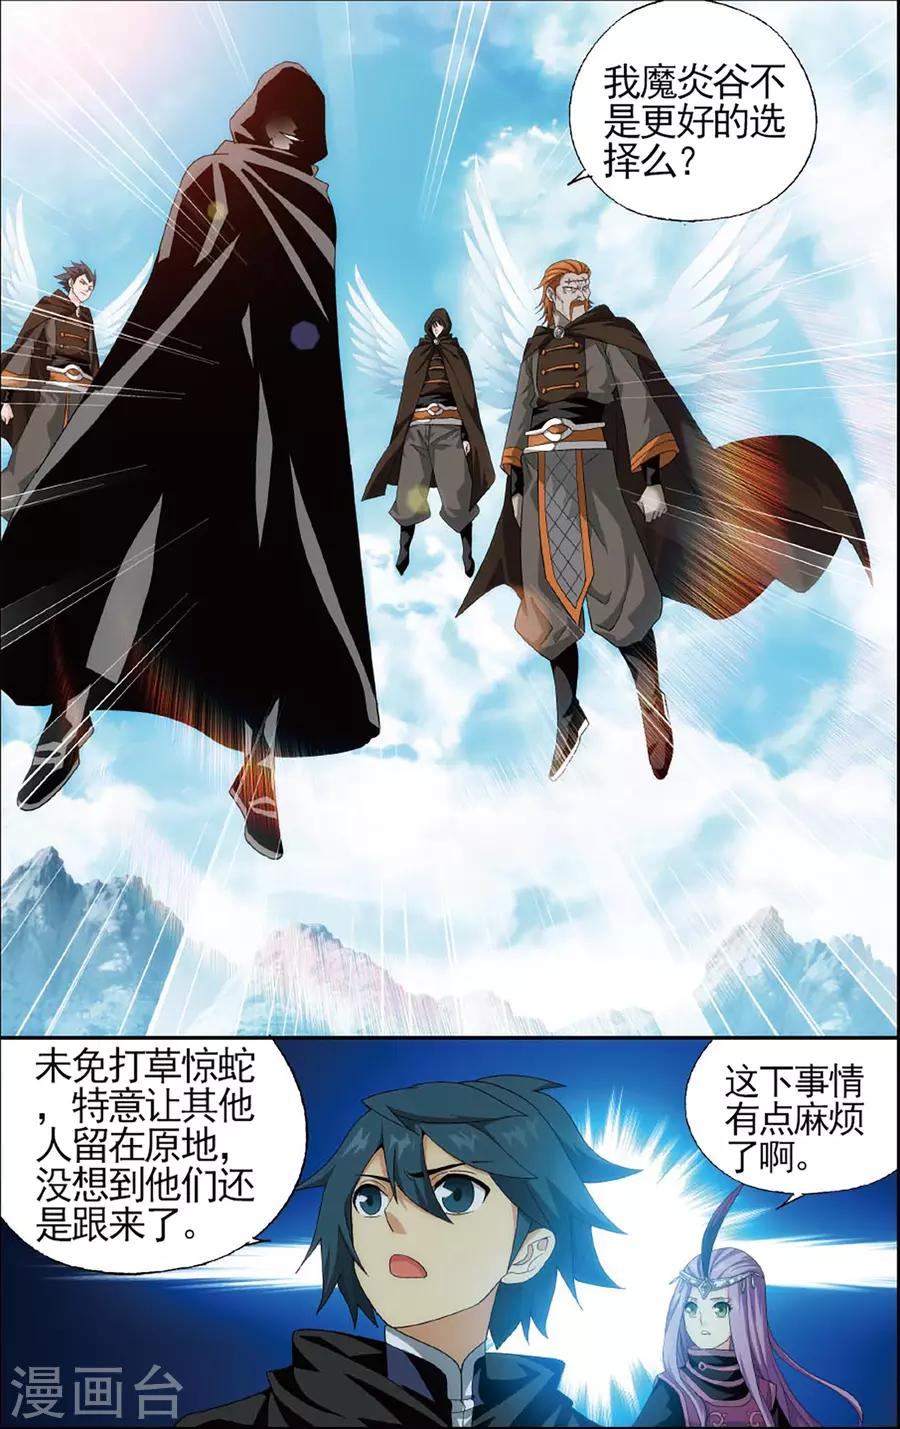 我魔炎谷不
是更好的选
择么？
未免打草惊蛇
，特意让其他
人留在原地，
没想到他们还
是跟来了。
这下事情
有点麻烦
了啊。
漫画台